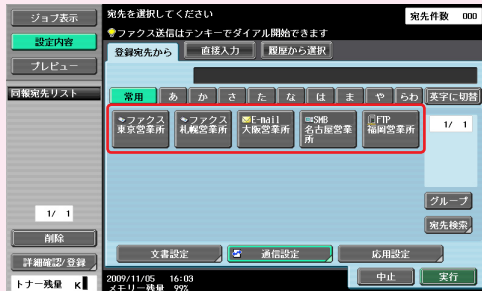 ジョブ表示
設定内容
プレビュー
同報宛先リスト
1/ 1
削除
詳細確認/登録
トナー残量 K
宛先を選択してください
宛先件数 000
ファクス送信はテンキーでダイアル開始できます
登録宛先から 直接入力 履歴から選択
常用 あ か さ た な は ま や らわ 英字に切替
ファクス
東京営業所
ファクス
札幌営業所
E-mail
大阪営業所
SMB
名古屋営業
所
FTP
福岡営業所
1/ 1
グループ
宛先検索
文書設定 通信設定 応用設定
2009/11/05 16:03
メモリー残量 99%
中止 実行